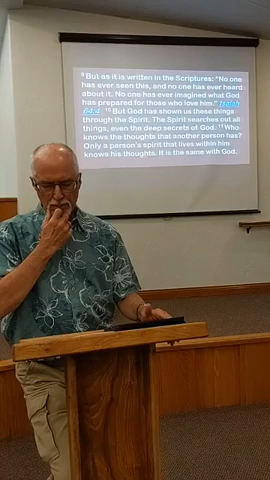 ⁹ But as it is written in the Scriptures: "No one
has ever seen this, and no one has ever heard
about it. No one has ever imagined what God
has prepared for those who love him." Isaiah
64:4 ¹⁰ But God has shown us these things
through the Spirit. The Spirit searches out all
things, even the deep secrets of God. ¹¹ Who
knows the thoughts that another person has?
Only a person's spirit that lives within him
knows his thoughts. It is the same with God.